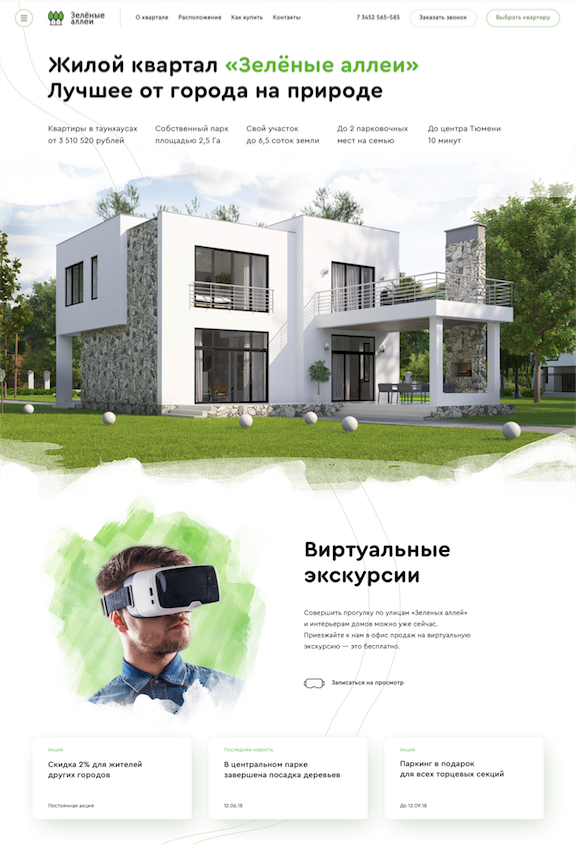 Зелёные
аллеи
О квартале Расположение Как купить Контакты
7 3452 565-585
Заказать звонок
Выбрать квартиру
Жилой квартал «Зелёные аллеи»
Лучшее от города на природе
Квартиры в таунхаусах
от 3 510 520 рублей
Собственный парк
площадью 2,5 Га
Свой участок
до 6,5 соток земли
До 2 парковочных
мест на семью
До центра Тюмени
10 минут
Виртуальные
экскурсии
Совершить прогулку по улицам «Зеленых аллей»
и интерьерам домов можно уже сейчас.
Приезжайте к нам в офис продаж на виртуальную
экскурсию — это бесплатно.
Записаться на просмотр
Акция
Скидка 2% для жителей
других городов
Постоянная акция
Последняя новость
В центральном парке
завершена посадка деревьев
12.06.18
Акция
Паркинг в подарок
для всех торцевых секций
До 12.09.18